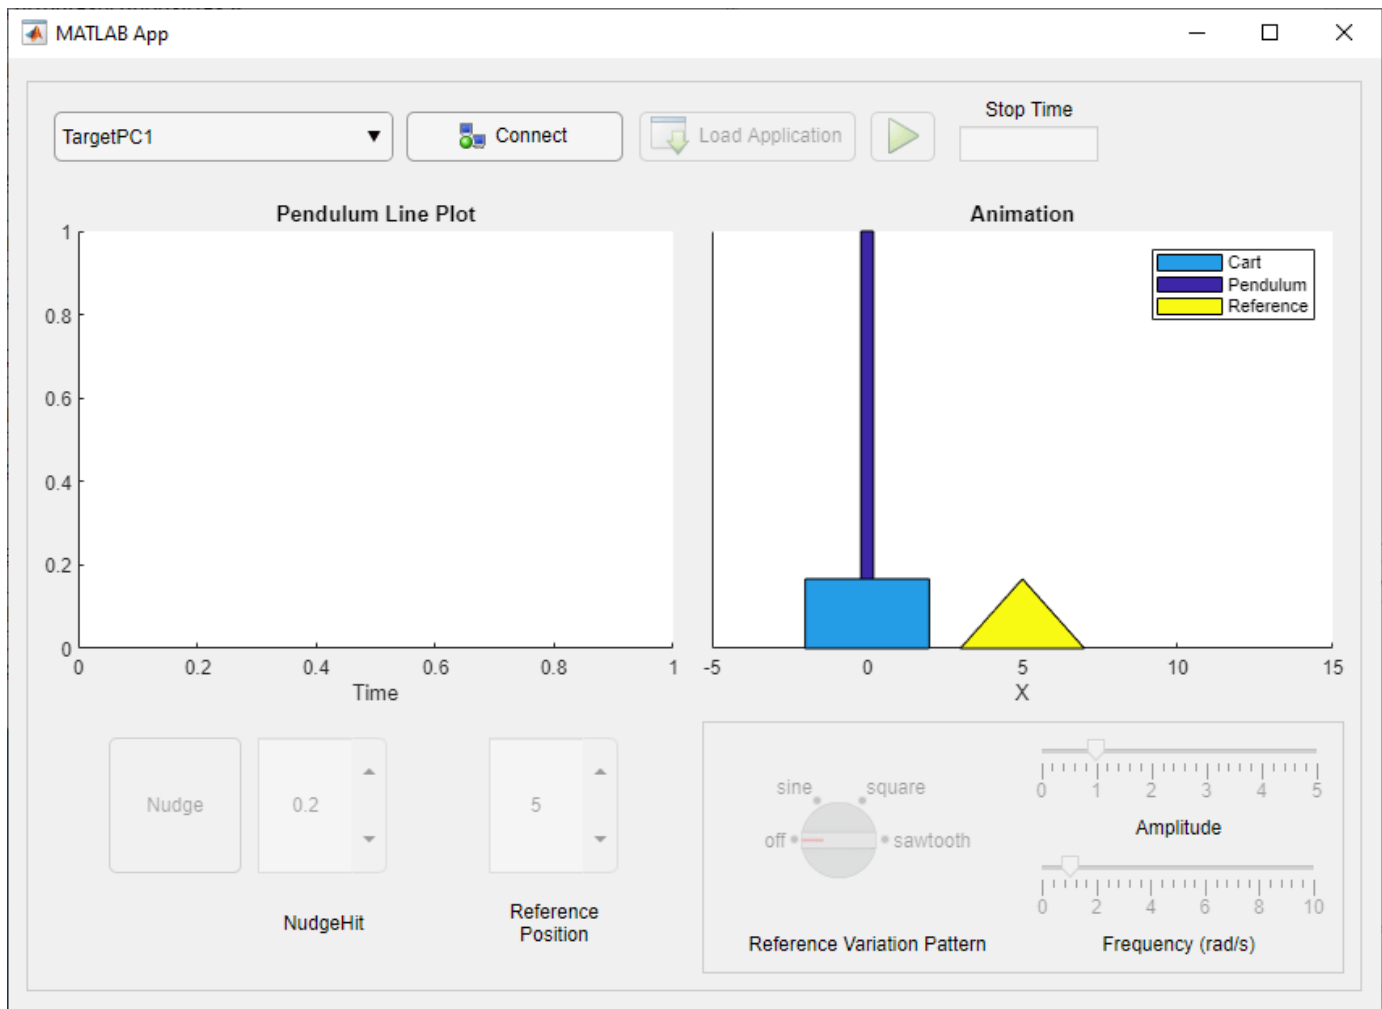 MATLAB App
Stop Time
TargetPC1
Connect
Load Application
Pendulum Line Plot
1
0.8
0.6
0.4
0.2
0
0 0.2 0.4 0.6 0.8 1
Time
Animation
Cart
Pendulum
Reference
-5 0 5 10 15
X
Nudge
0.2
NudgeHit
5
Reference
Position
sine
square
off
sawtooth
Reference Variation Pattern
0 1 2 3 4 5
Amplitude
0 2 4 6 8 10
Frequency (rad/s)